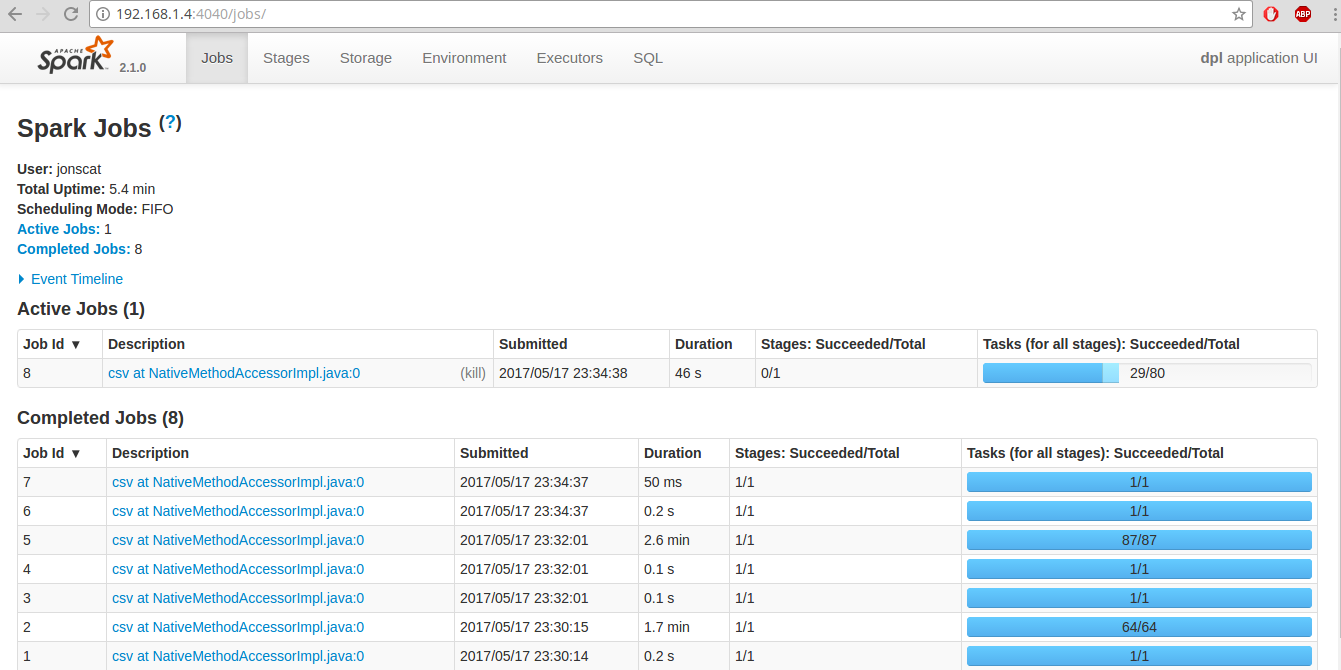 192.168.1.4:4040/jobs/
ABP
APACHE
Spark 2.1.0 Jobs Stages Storage Environment Executors SQL dpl application UI
Spark Jobs (?)
User: jonscat
Total Uptime: 5.4 min
Scheduling Mode: FIFO
Active Jobs: 1
Completed Jobs: 8
Event Timeline
Active Jobs (1)
Job Id ▼ Description Submitted Duration Stages: Succeeded/Total Tasks (for all stages): Succeeded/Total
8 csv at NativeMethodAccessorImpl.java:0 (kill) 2017/05/17 23:34:38 46 s 0/1 29/80
Completed Jobs (8)
Job Id ▼ Description Submitted Duration Stages: Succeeded/Total Tasks (for all stages): Succeeded/Total
7 csv at NativeMethodAccessorImpl.java:0 2017/05/17 23:34:37 50 ms 1/1 1/1
6 csv at NativeMethodAccessorImpl.java:0 2017/05/17 23:34:37 0.2 s 1/1 1/1
5 csv at NativeMethodAccessorImpl.java:0 2017/05/17 23:32:01 2.6 min 1/1 87/87
4 csv at NativeMethodAccessorImpl.java:0 2017/05/17 23:32:01 0.1 s 1/1 1/1
3 csv at NativeMethodAccessorImpl.java:0 2017/05/17 23:32:01 0.1 s 1/1 1/1
2 csv at NativeMethodAccessorImpl.java:0 2017/05/17 23:30:15 1.7 min 1/1 64/64
1 csv at NativeMethodAccessorImpl.java:0 2017/05/17 23:30:14 0.2 s 1/1 1/1